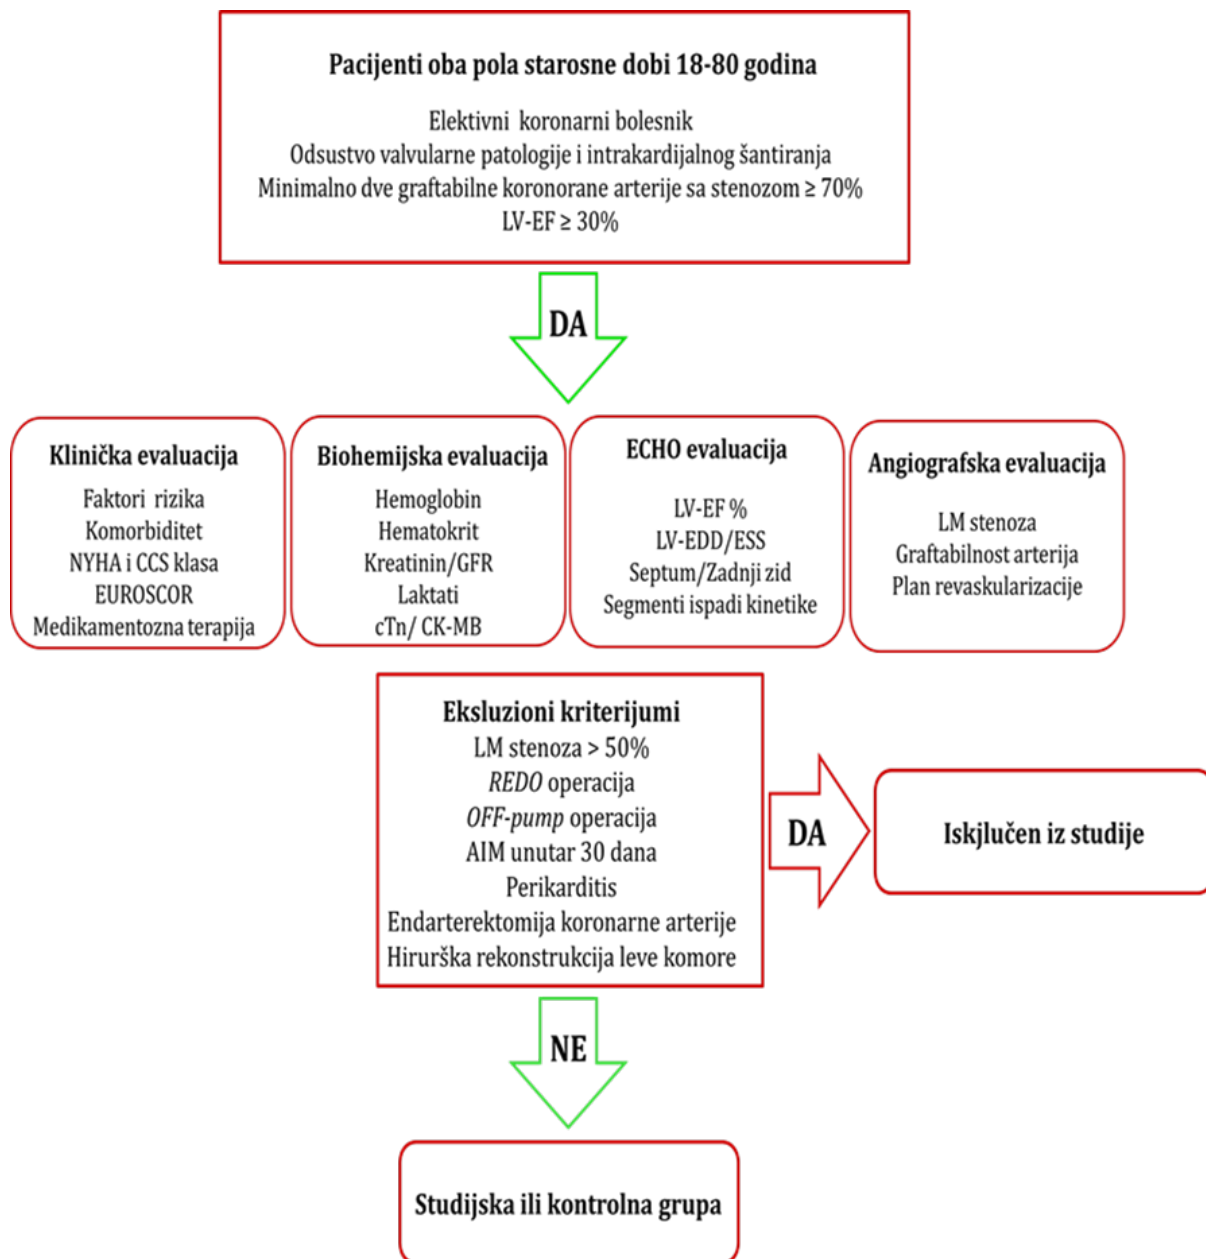 Pacijenti oba pola starosne dobi 18-80 godina
Elektivni koronarni bolesnik
Odsustvo valvularne patologije i intrakardijalnog šantiranja
Minimalno dve graftabilne koronorane arterije sa stenozom ≥ 70%
LV-EF ≥ 30%
DA
Klinička evaluacija
Faktori rizika
Komorbiditet
NYHA i CCS klasa
EUROSCOR
Medikamentozna terapija
Biohemijska evaluacija
Hemoglobin
Hematokrit
Kreatinin/GFR
Laktati
cTn/ CK-MB
ECHO evaluacija
LV-EF %
LV-EDD/ESS
Septum/Zadnji zid
Segmenti ispadi kinetike
Angiografska evaluacija
LM stenoza
Graftabilnost arterija
Plan revaskularizacije
Eksluzioni kriterijumi
LM stenoza > 50%
REDO operacija
OFF-pump operacija
AIM unutar 30 dana
Perikarditis
Endarterektomija koronarne arterije
Hirurška rekonstrukcija leve komore
DA
Iskjlučen iz studije
NE
Studijska ili kontrolna grupa